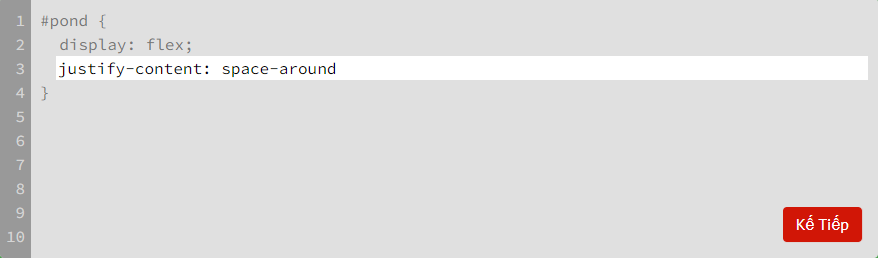 1 #pond {
2 display: flex;
3 justify-content: space-around
4 }
5
6
7
8
9
10
Kế Tiếp